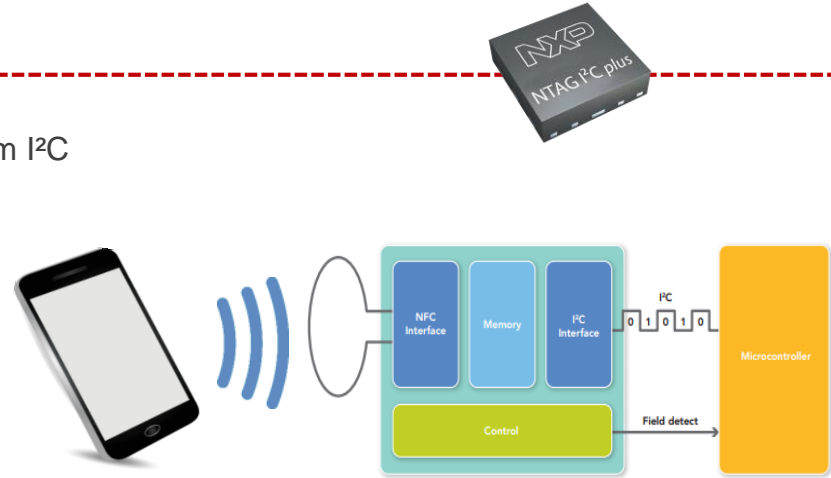 NXP
NTAG I²C plus
m I²C
NFC
Interface
Memory
I²C
Interface
I²C
0 1 0 1 0
Microcontroller
Control
Field detect